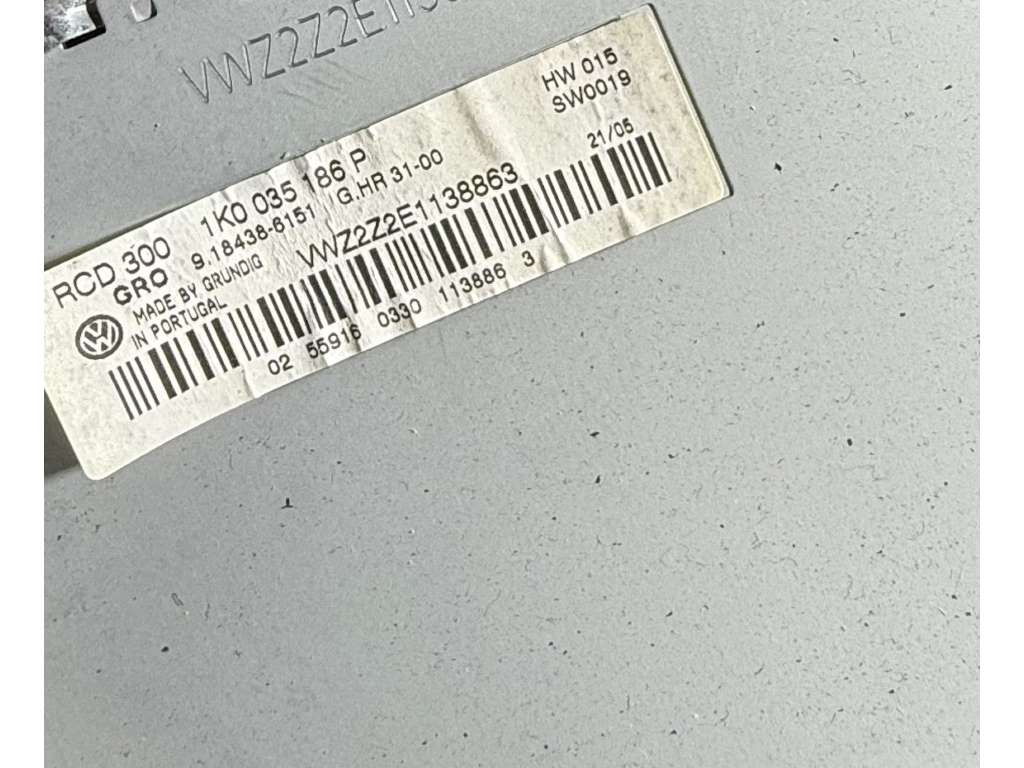 VWZ2Z2E113
RCD 300 1K0 035 186 P HW 015
GRO 9.18438-6151 G.HR 31-00 SW0019
MADE BY GRUNDIG
IN PORTUGAL
VWZ2Z2E1138863 21/05
02 55916 0330 113886 3